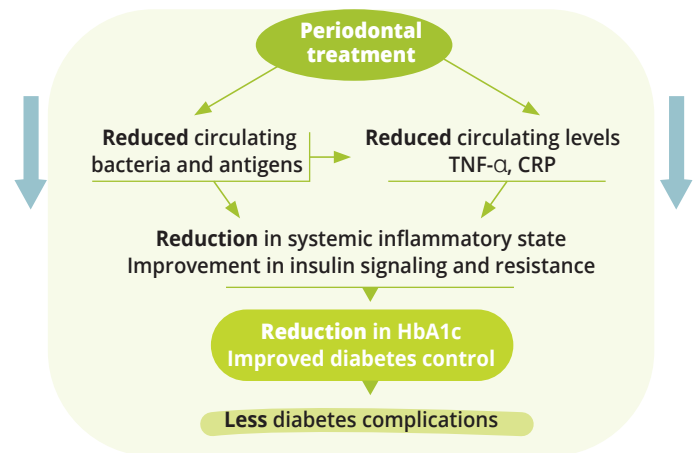 Periodontal
treatment
Reduced circulating
bacteria and antigens
Reduced circulating levels
TNF-α, CRP
Reduction in systemic inflammatory state
Improvement in insulin signaling and resistance
Reduction in HbA1c
Improved diabetes control
Less diabetes complications